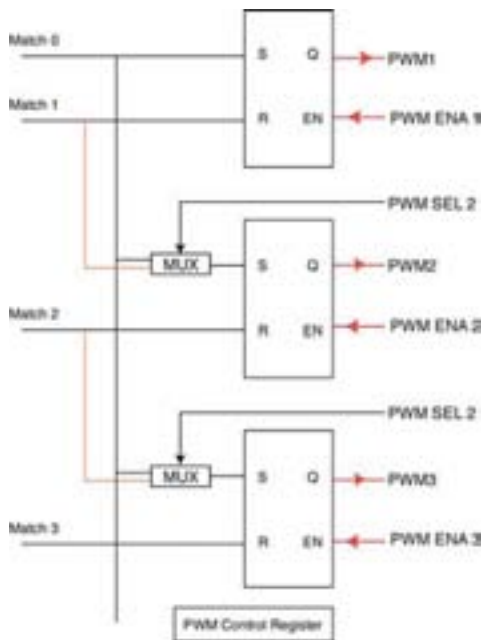 Match 0
S Q
PWM1
Match 1
R EN
PWM ENA 1
PWM SEL 2
MUX
S Q
PWM2
Match 2
R EN
PWM ENA 2
PWM SEL 2
MUX
S Q
PWM3
Match 3
R EN
PWM ENA 3
PWM Control Register